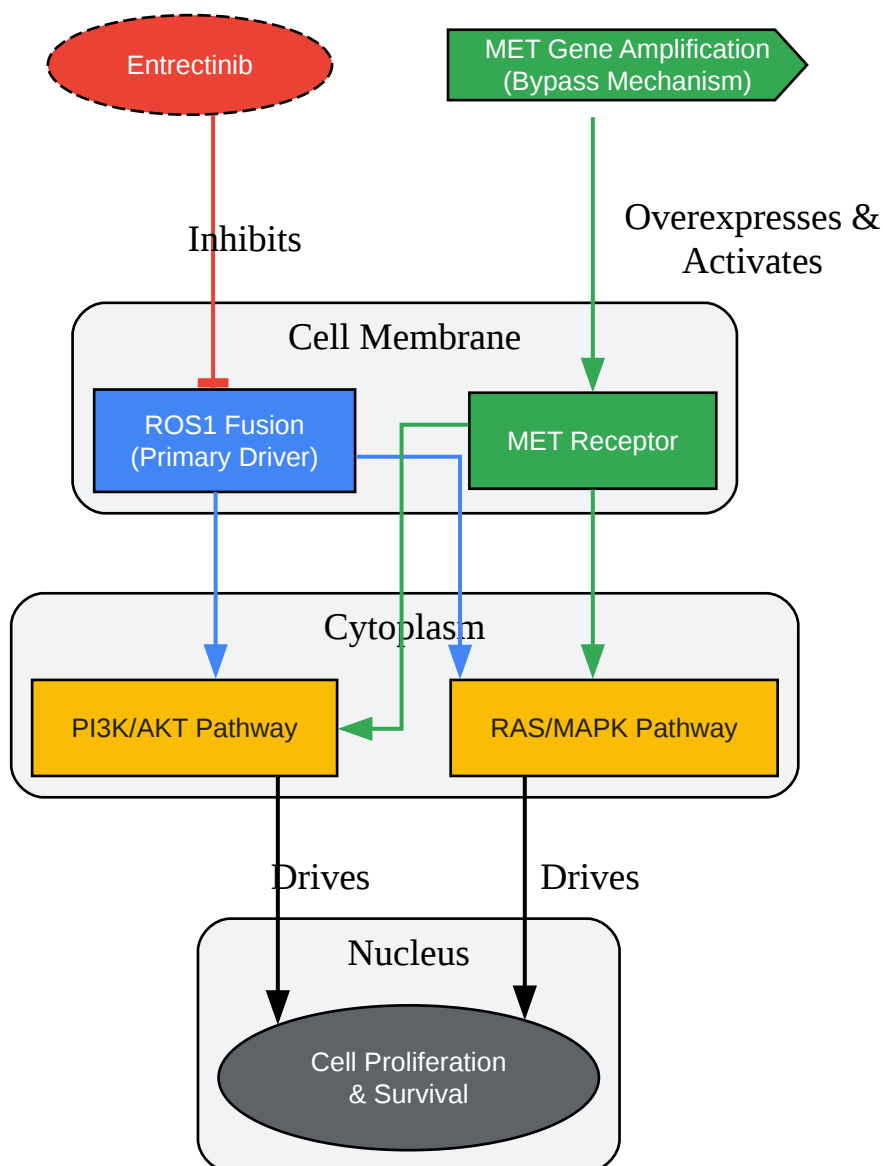 Entrectinib
MET Gene Amplification
(Bypass Mechanism)
Inhibits
Overexpresses &
Activates
Cell Membrane
ROS1 Fusion
(Primary Driver)
MET Receptor
Cytoplasm
PI3K/AKT Pathway
RAS/MAPK Pathway
Drives
Drives
Nucleus
Cell Proliferation
& Survival